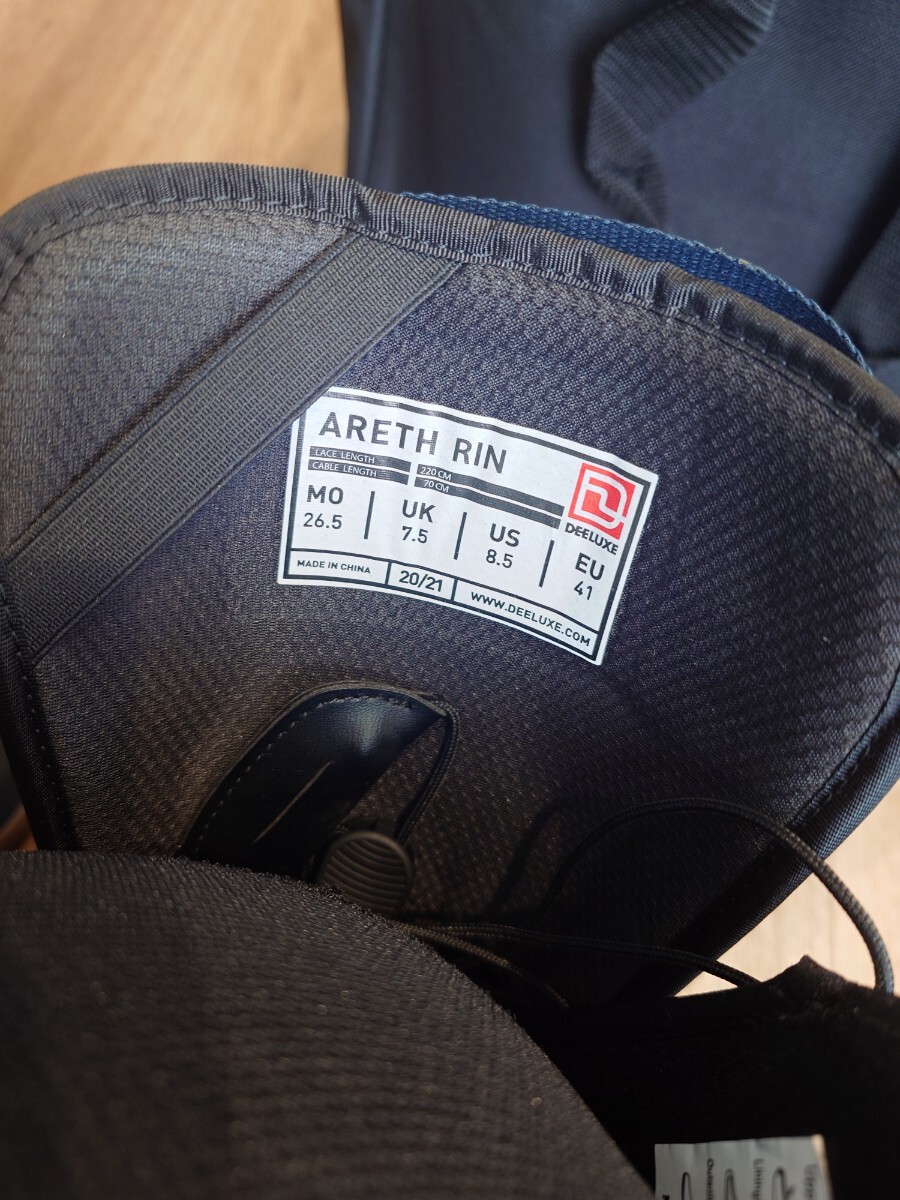 ARETH RIN
LACE LENGTH 220 CM
CABLE LENGTH 70 CM
MO UK US EU
26.5 7.5 8.5 41
DEELUXE
MADE IN CHINA 20/21 WWW.DEELUXE.COM